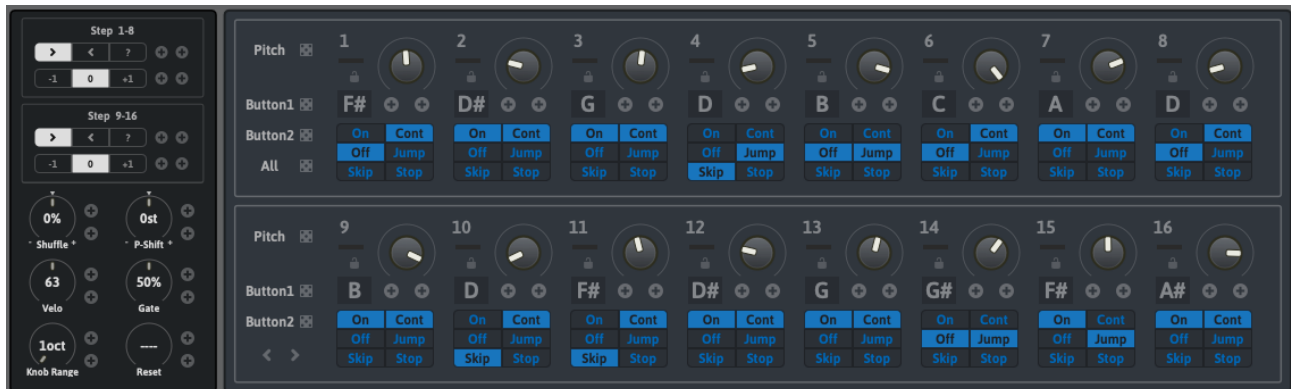 Step 1-8
> < ?
-1 0 +1
Step 9-16
> < ?
-1 0 +1
0% 0st
- Shuffle + - P-Shift +
63 50%
Velo Gate
1oct ----
Knob Range Reset
Pitch 1 2 3 4 5 6 7 8
Button1 F# D# G D B C A D
Button2 On Cont On Cont On Cont On Cont On Cont On Cont On Cont On Cont
Off Jump Off Jump Off Jump Off Jump Off Jump Off Jump Off Jump Off Jump
All Skip Stop Skip Stop Skip Stop Skip Stop Skip Stop Skip Stop Skip Stop Skip Stop
Pitch 9 10 11 12 13 14 15 16
Button1 B D F# D# G G# F# A#
Button2 On Cont On Cont On Cont On Cont On Cont On Cont On Cont On Cont
Off Jump Off Jump Off Jump Off Jump Off Jump Off Jump Off Jump Off Jump
< > Skip Stop Skip Stop Skip Stop Skip Stop Skip Stop Skip Stop Skip Stop Skip Stop